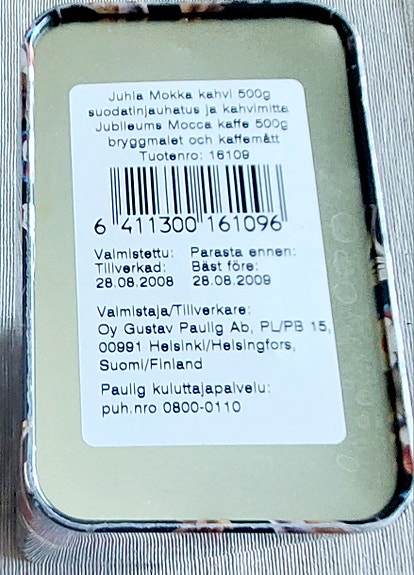 Juhla Mokka kahvi 500g
suodatinjauhatus ja kahvimitta
Jubileums Mocca kaffe 500g
bryggmalet och kaffemått
Tuotenro: 16109
6 411300 161096
Valmistettu: Parasta ennen:
Tillverkad: Bäst före:
28.08.2008 28.08.2009
Valmistaja/Tillverkare:
Oy Gustav Paulig Ab, PL/PB 15,
00991 Helsinki/Helsingfors,
Suomi/Finland
Paulig kuluttajapalvelu:
puh.nro 0800-0110